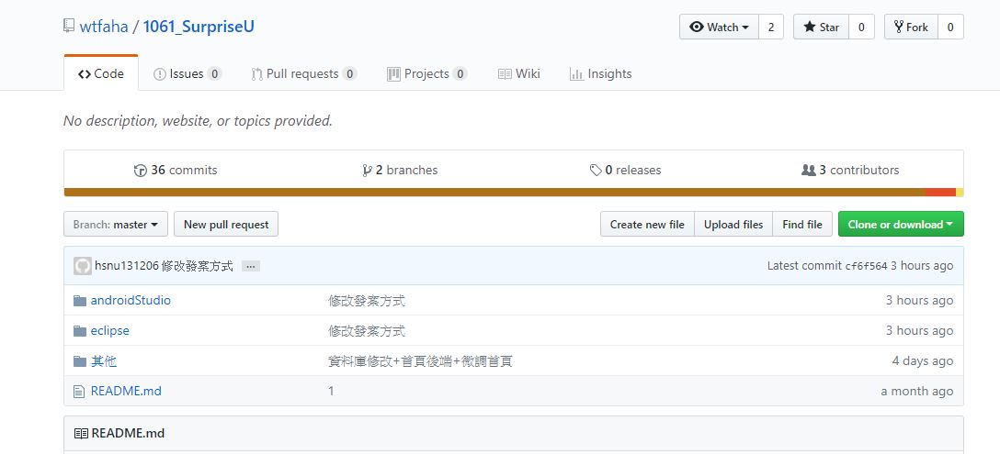 wtfaha / 1061_SurpriseU Watch 2 Star 0 Fork 0
Code Issues 0 Pull requests 0 Projects 0 Wiki Insights
No description, website, or topics provided.
36 commits 2 branches 0 releases 3 contributors
Branch: master New pull request Create new file Upload files Find file Clone or download
hsnu131206 修改發案方式 ... Latest commit cf6f564 3 hours ago
androidStudio 修改發案方式 3 hours ago
eclipse 修改發案方式 3 hours ago
其他 資料庫修改+首頁後端+微調首頁 4 days ago
README.md 1 a month ago
README.md